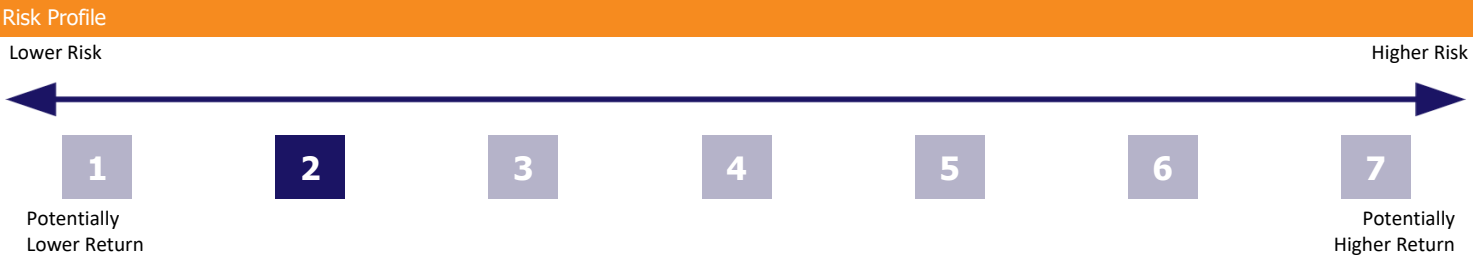 Risk Profile
Lower Risk Higher Risk
1 2 3 4 5 6 7
Potentially Potentially
Lower Return Higher Return